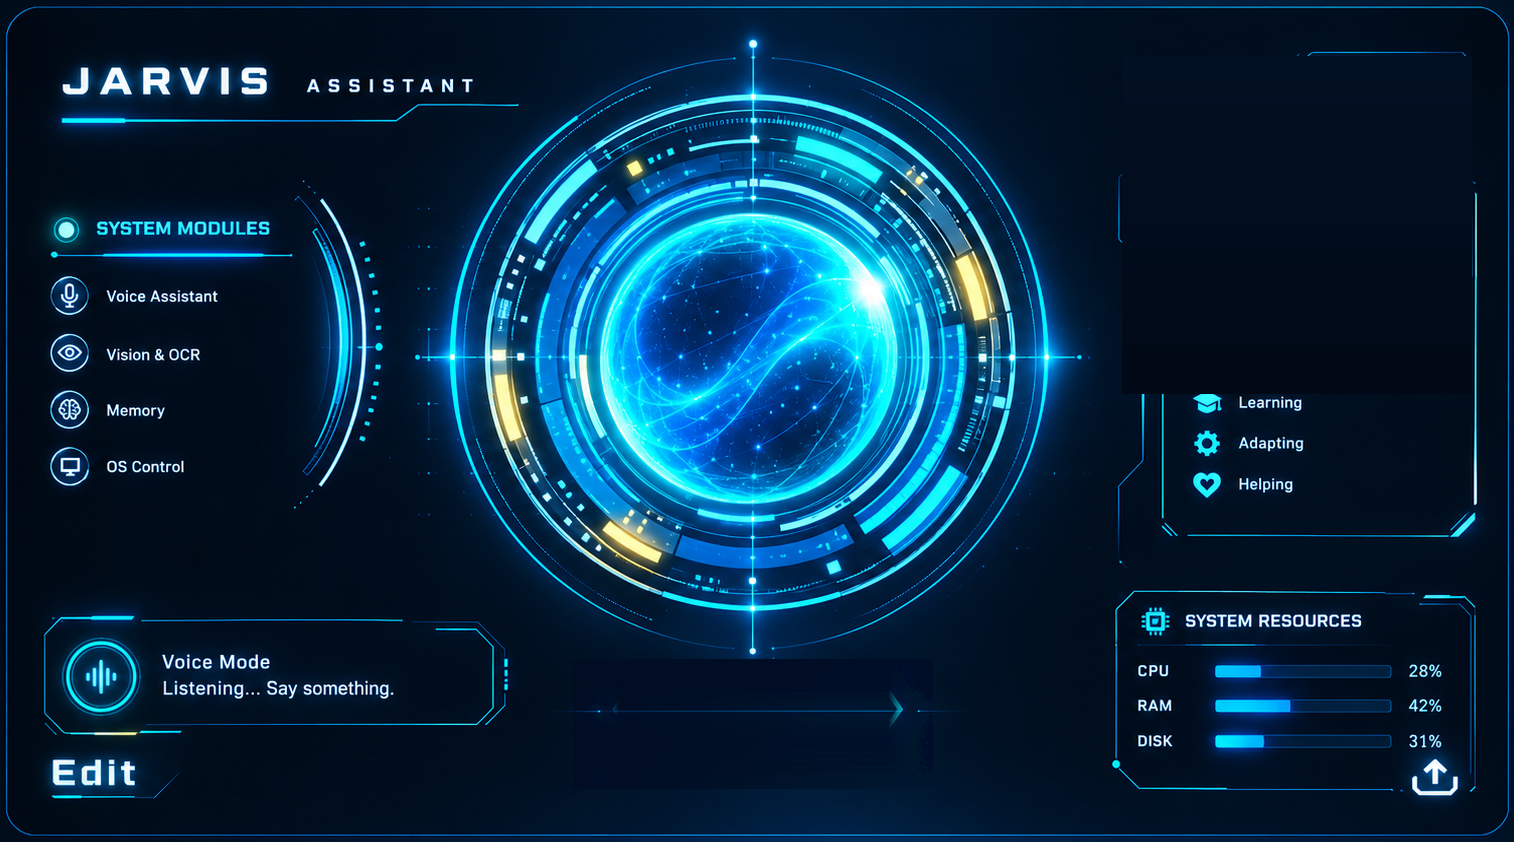 JARVIS ASSISTANT
SYSTEM MODULES
Voice Assistant
Vision & OCR
Memory
OS Control
Learning
Adapting
Helping
Voice Mode
Listening... Say something.
Edit
SYSTEM RESOURCES
CPU 28%
RAM 42%
DISK 31%